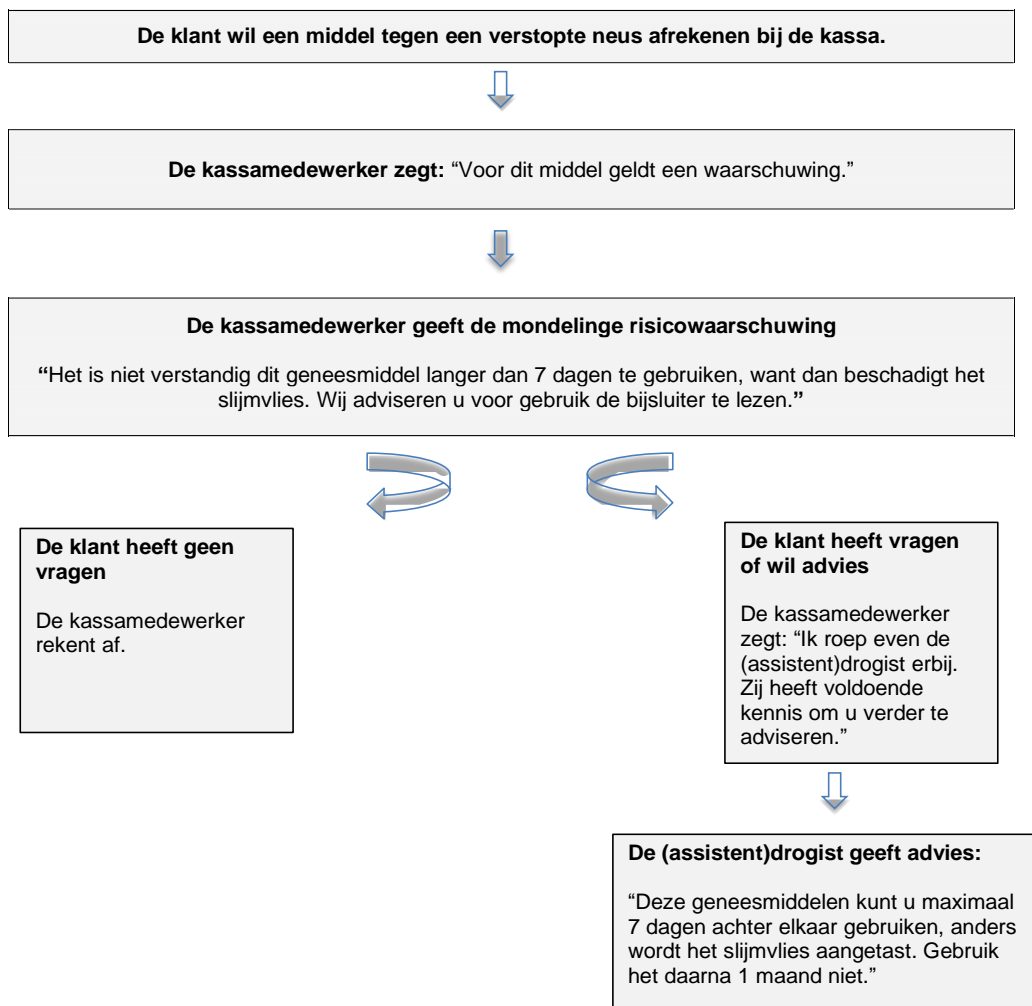 De klant wil een middel tegen een verstopte neus afrekenen bij de kassa.
De kassamedewerker zegt: “Voor dit middel geldt een waarschuwing.”
De kassamedewerker geeft de mondelinge risicowaarschuwing
“Het is niet verstandig dit geneesmiddel langer dan 7 dagen te gebruiken, want dan beschadigt het
slijmvlies. Wij adviseren u voor gebruik de bijsluiter te lezen.”
De klant heeft geen
vragen
De kassamedewerker
rekent af.
De klant heeft vragen
of wil advies
De kassamedewerker
zegt: “Ik roep even de
(assistent)drogist erbij.
Zij heeft voldoende
kennis om u verder te
adviseren.”
De (assistent)drogist geeft advies:
“Deze geneesmiddelen kunt u maximaal
7 dagen achter elkaar gebruiken, anders
wordt het slijmvlies aangetast. Gebruik
het daarna 1 maand niet.”